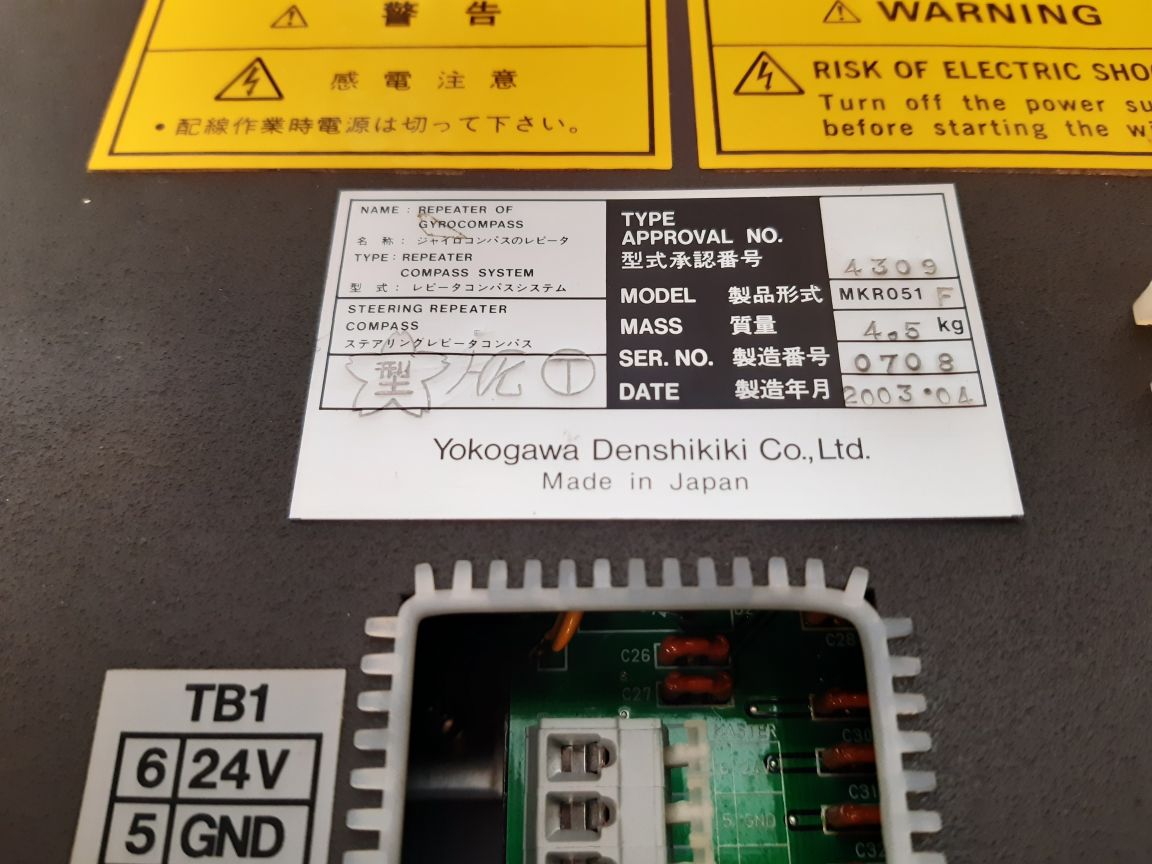 警 告
感 電 注 意
・配線作業時電源は切って下さい。
WARNING
RISK OF ELECTRIC SHO
Turn off the power su
before starting the wi
NAME : REPEATER OF
GYROCOMPASS
名 称 : ジャイロコンパスのレピータ
TYPE : REPEATER
COMPASS SYSTEM
型 式 : レピータコンパスシステム
STEERING REPEATER
COMPASS
ステアリングレピータコンパス
型
TYPE
APPROVAL NO.
型式承認番号
4309
MODEL 製品形式 MKR051 F
MASS 質量 4.5 kg
SER. NO. 製造番号 0708
DATE 製造年月 2003・04
Yokogawa Denshikiki Co.,Ltd.
Made in Japan
TB1
6 24V
5 GND
C26
C27
C28
C30
C31
C32
5 GND